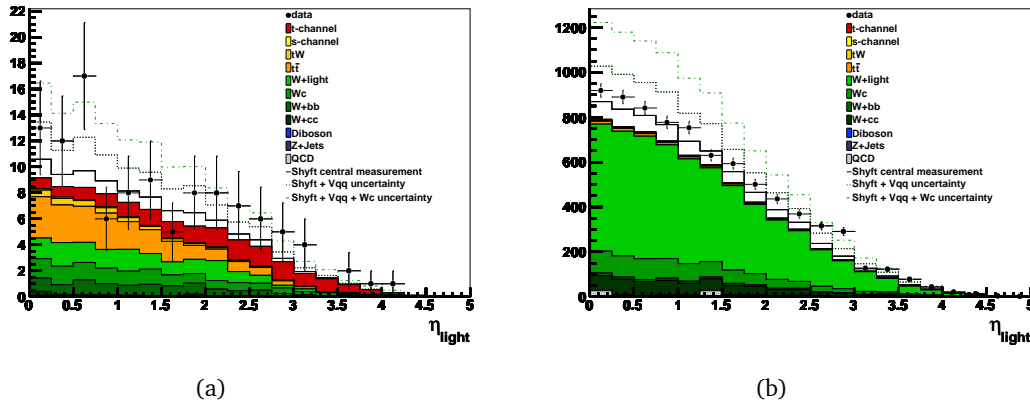 22
20
18
16
14
12
10
8
6
4
2
0
0 0.5 1 1.5 2 2.5 3 3.5 4 4.5 5
η light
data
t-channel
s-channel
tW
tt̄
W+light
Wc
W+bb
W+cc
Diboson
Z+Jets
QCD
Shyft central measurement
Shyft + Vqq uncertainty
Shyft + Vqq + Wc uncertainty
(a)
1200
1000
800
600
400
200
0
0 0.5 1 1.5 2 2.5 3 3.5 4 4.5 5
η light
data
t-channel
s-channel
tW
tt̄
W+light
Wc
W+bb
W+cc
Diboson
Z+Jets
QCD
Shyft central measurement
Shyft + Vqq uncertainty
Shyft + Vqq + Wc uncertainty
(b)